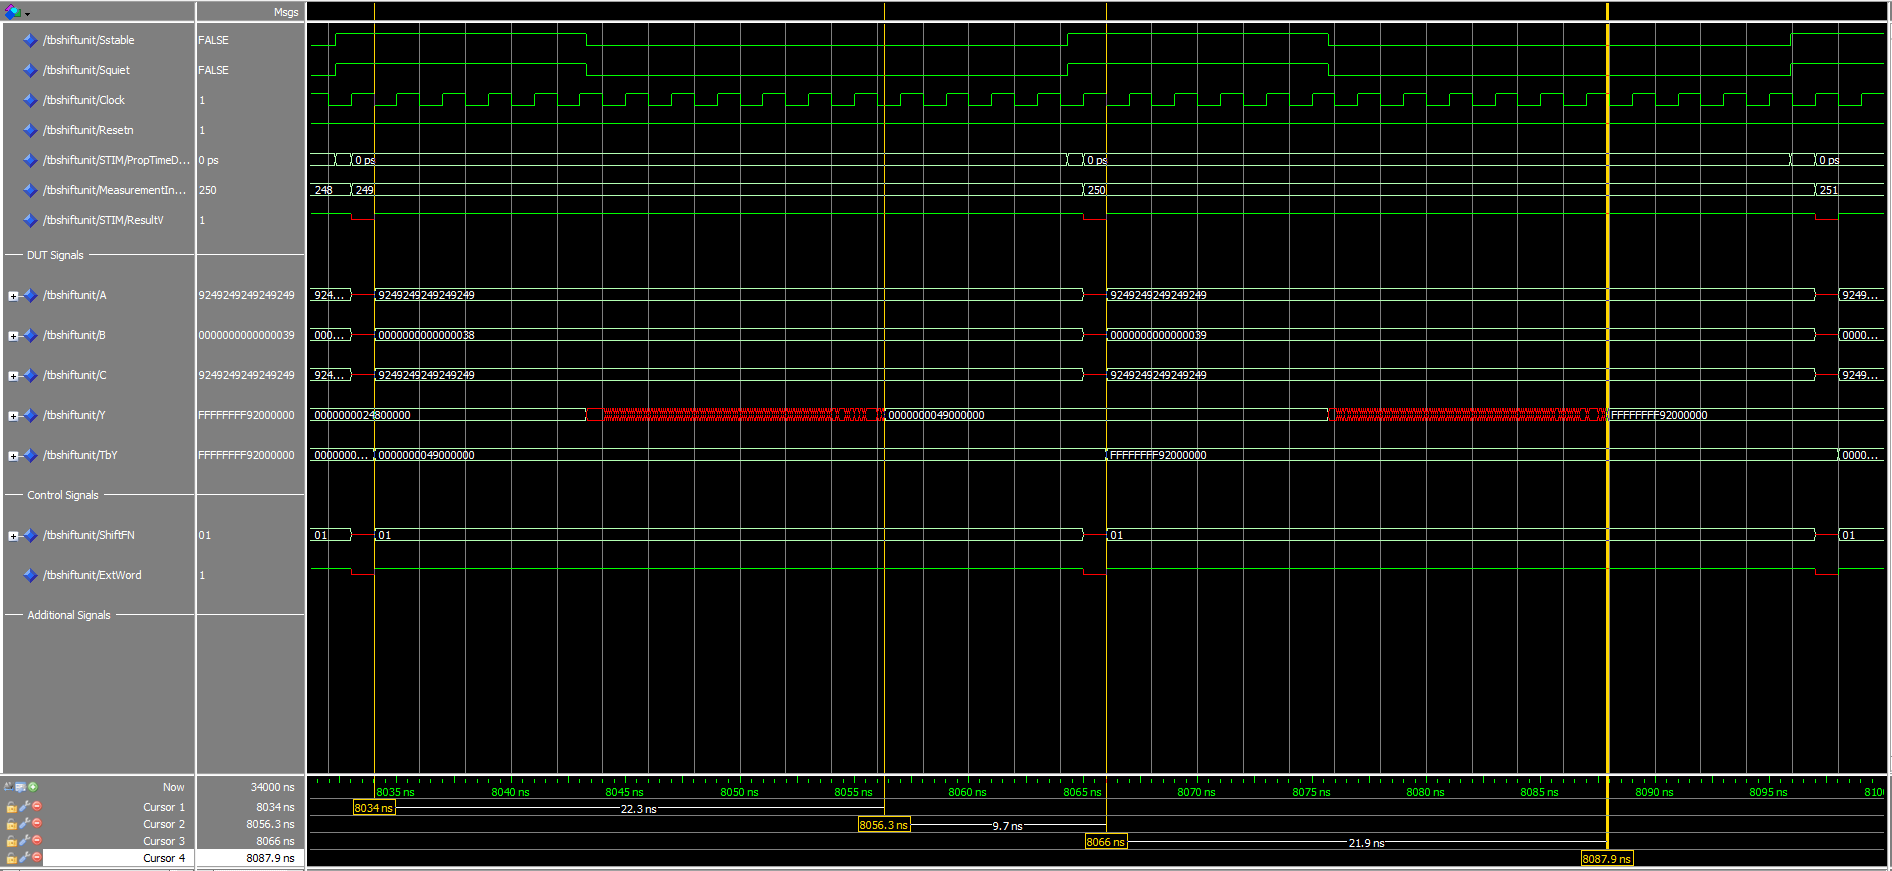 Msgs
/tbshiftunit/Sstable FALSE
/tbshiftunit/Squiet FALSE
/tbshiftunit/Clock 1
/tbshiftunit/Resetn 1
/tbshiftunit/STIM/PropTimeD... 0 ps 0 ps 0 ps 0 ps
/tbshiftunit/MeasurementIn... 250 248 249 250 251
/tbshiftunit/STIM/ResultV 1
DUT Signals
/tbshiftunit/A 9249249249249249 924... 9249249249249249 9249249249249249 9249...
/tbshiftunit/B 0000000000000039 000... 0000000000000038 0000000000000039 0000...
/tbshiftunit/C 9249249249249249 924... 9249249249249249 9249249249249249 9249...
/tbshiftunit/Y FFFFFFFF92000000 0000000024800000 0000000049000000 FFFFFFFF92000000
/tbshiftunit/TbY FFFFFFFF92000000 0000000... 0000000049000000 FFFFFFFF92000000 0000...
Control Signals
/tbshiftunit/ShiftFN 01 01 01 01 01
/tbshiftunit/ExtWord 1
Additional Signals
Now 34000 ns 8035 ns 8040 ns 8045 ns 8050 ns 8055 ns 8060 ns 8065 ns 8070 ns 8075 ns 8080 ns 8085 ns 8090 ns 8095 ns 810
Cursor 1 8034 ns 8034 ns 22.3 ns
Cursor 2 8056.3 ns 8056.3 ns 9.7 ns
Cursor 3 8066 ns 8066 ns 21.9 ns
Cursor 4 8087.9 ns 8087.9 ns